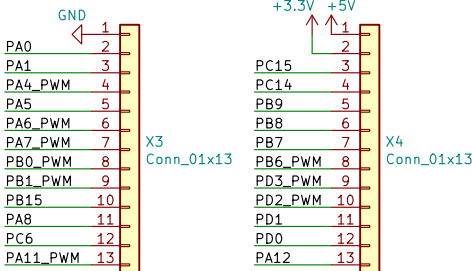 GND
1
PA0 2
PA1 3
PA4_PWM 4
PA5 5
PA6_PWM 6
PA7_PWM 7
PB0_PWM 8
PB1_PWM 9
PB15 10
PA8 11
PC6 12
PA11_PWM 13
X3
Conn_01x13
+3.3V +5V
1
2
PC15 3
PC14 4
PB9 5
PB8 6
PB7 7
PB6_PWM 8
PD3_PWM 9
PD2_PWM 10
PD1 11
PD0 12
PA12 13
X4
Conn_01x13